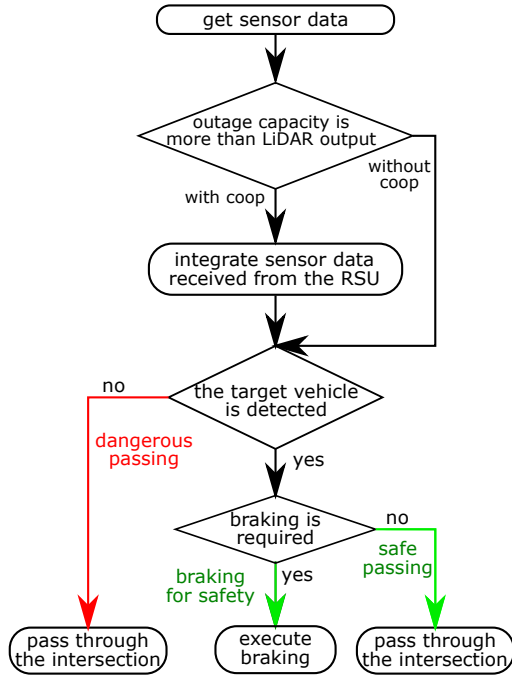 get sensor data
outage capacity is
more than LiDAR output
without
coop
with coop
integrate sensor data
received from the RSU
no
the target vehicle
is detected
dangerous
passing
yes
braking is
required
no
safe
passing
braking
for safety
yes
pass through
the intersection
execute
braking
pass through
the intersection